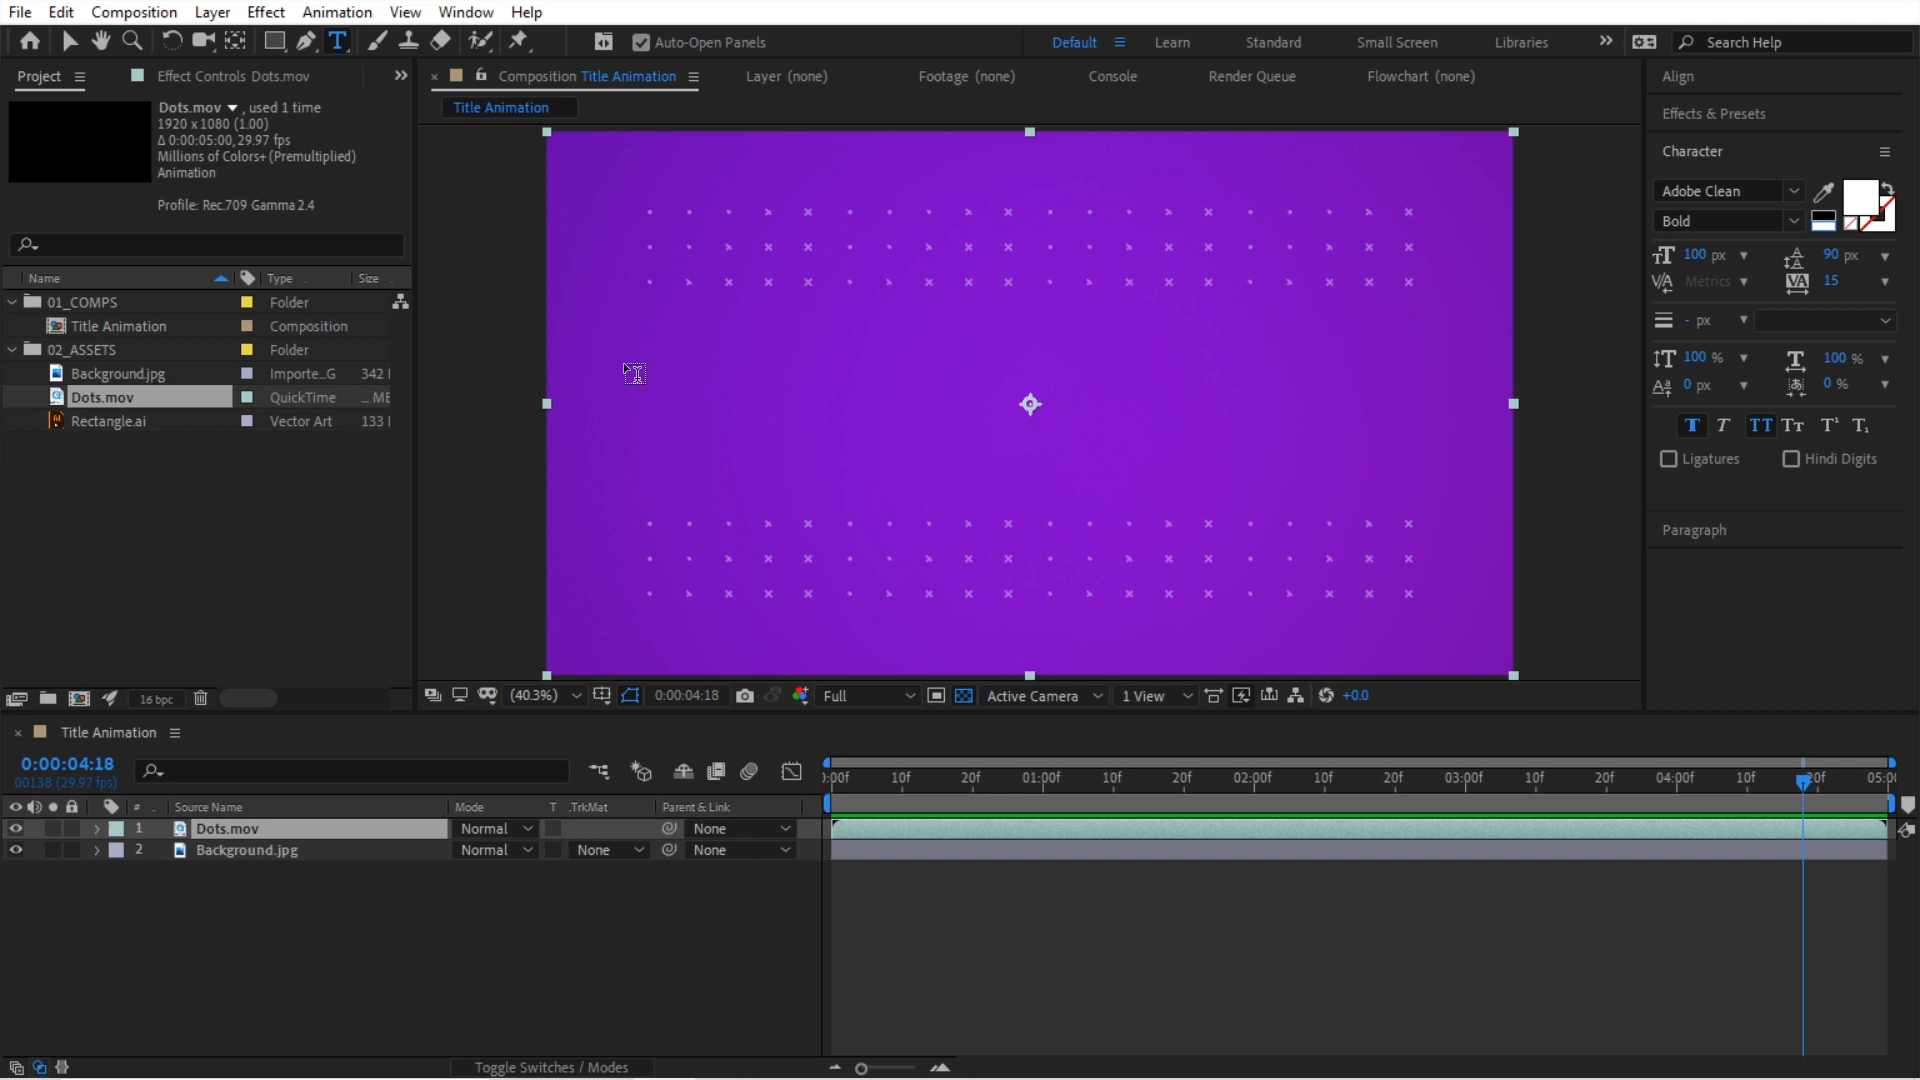 File Edit Composition Layer Effect Animation View Window Help
Auto-Open Panels Default Learn Standard Small Screen Libraries Search Help
Project Effect Controls Dots.mov
Composition Title Animation Layer (none) Footage (none) Console Render Queue Flowchart (none)
Title Animation
Dots.mov , used 1 time
1920 x 1080 (1.00)
Δ 0:00:05:00, 29.97 fps
Millions of Colors+ (Premultiplied)
Animation
Profile: Rec.709 Gamma 2.4
Name Type Size
01_COMPS Folder
Title Animation Composition
02_ASSETS Folder
Background.jpg Importe_G 342
Dots.mov QuickTime _ ME
Rectangle.ai Vector Art 133
16 bpc
(40.3%) 0:00:04:18 Full Active Camera 1 View +0.0
Align
Effects & Presets
Character
Adobe Clean
Bold
100 px 90 px
Metrics 15
- px
100 % 100 %
0 px 0 %
T T TT Tт T¹ T₁
Ligatures Hindi Digits
Paragraph
Title Animation
0:00:04:18
00138 (29.97 fps)
:00f 10f 20f 01:00f 10f 20f 02:00f 10f 20f 03:00f 10f 20f 04:00f 10f 20f 05:00
# Source Name Mode T .TrkMat Parent & Link
1 Dots.mov Normal None
2 Background.jpg Normal None None
Toggle Switches / Modes